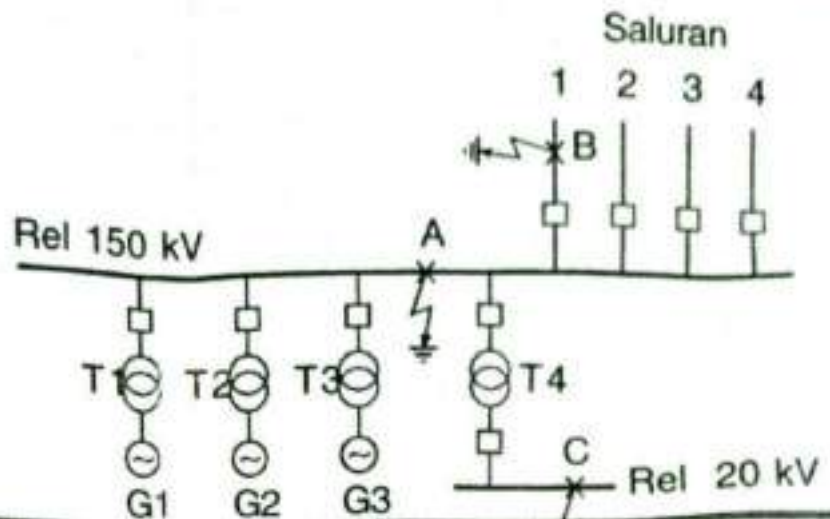 Saluran
1 2 3 4
B
Rel 150 kV
A
T1 T2 T3 T4
C
Rel 20 kV
G1 G2 G3